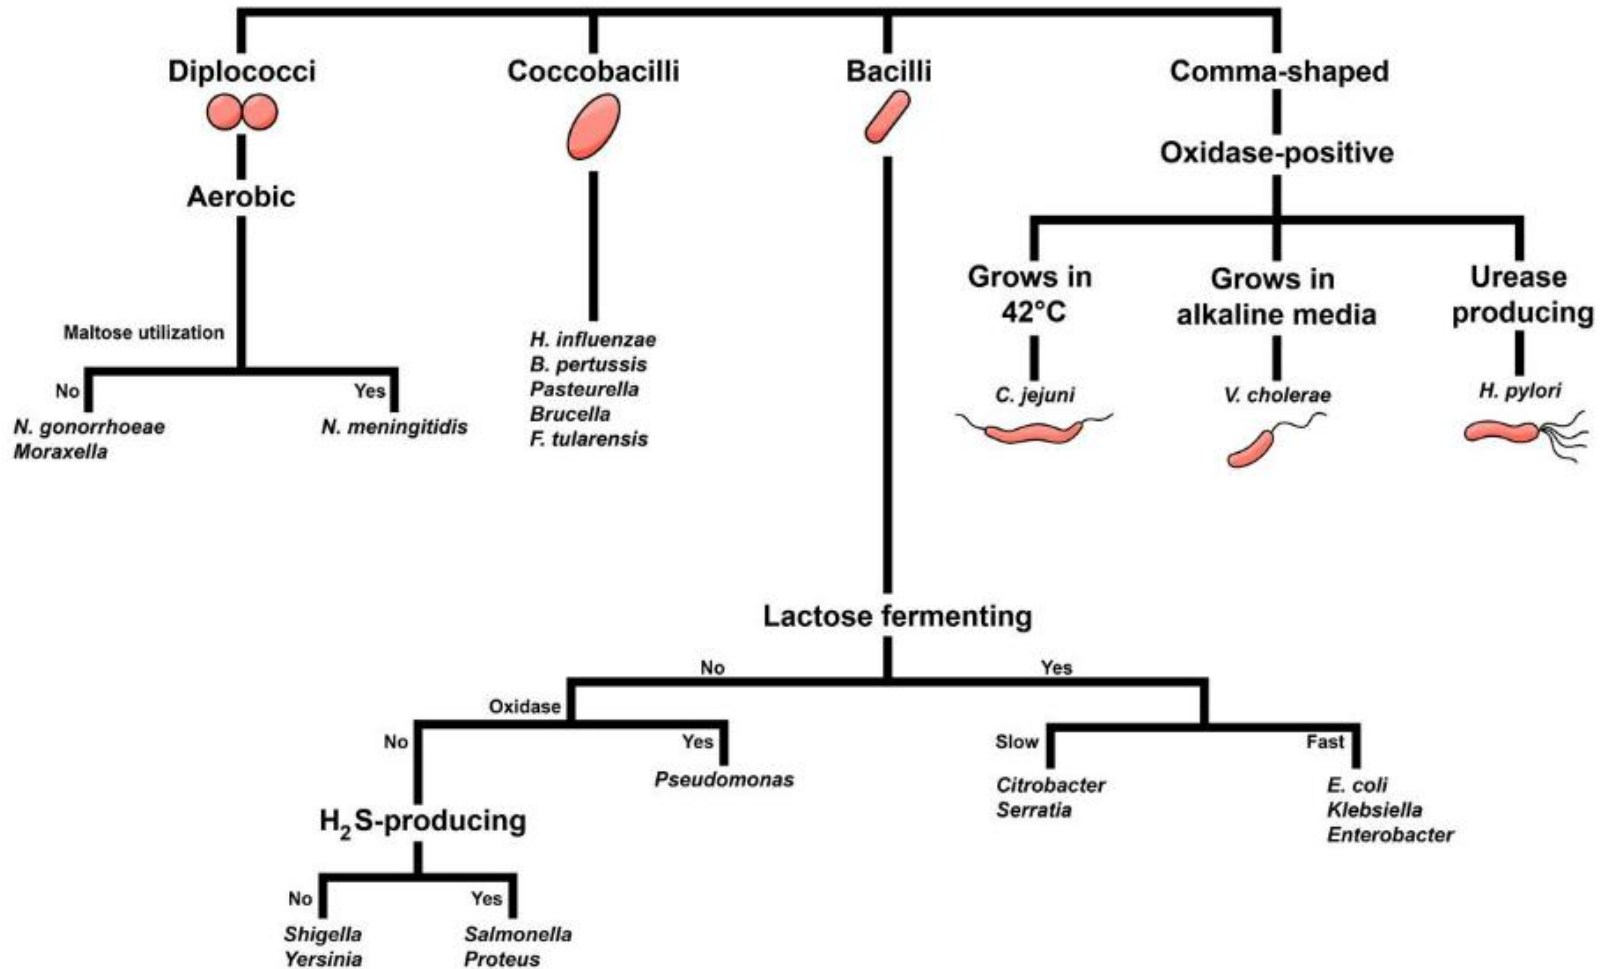 Diplococci
Coccobacilli
Bacilli
Comma-shaped
Aerobic
Oxidase-positive
Maltose utilization
No
Yes
N. gonorrhoeae
Moraxella
N. meningitidis
H. influenzae
B. pertussis
Pasteurella
Brucella
F. tularensis
Grows in
42°C
C. jejuni
Grows in
alkaline media
V. cholerae
Urease
producing
H. pylori
Lactose fermenting
No
Yes
Oxidase
No
Yes
Pseudomonas
Slow
Fast
Citrobacter
Serratia
E. coli
Klebsiella
Enterobacter
H₂S-producing
No
Yes
Shigella
Yersinia
Salmonella
Proteus